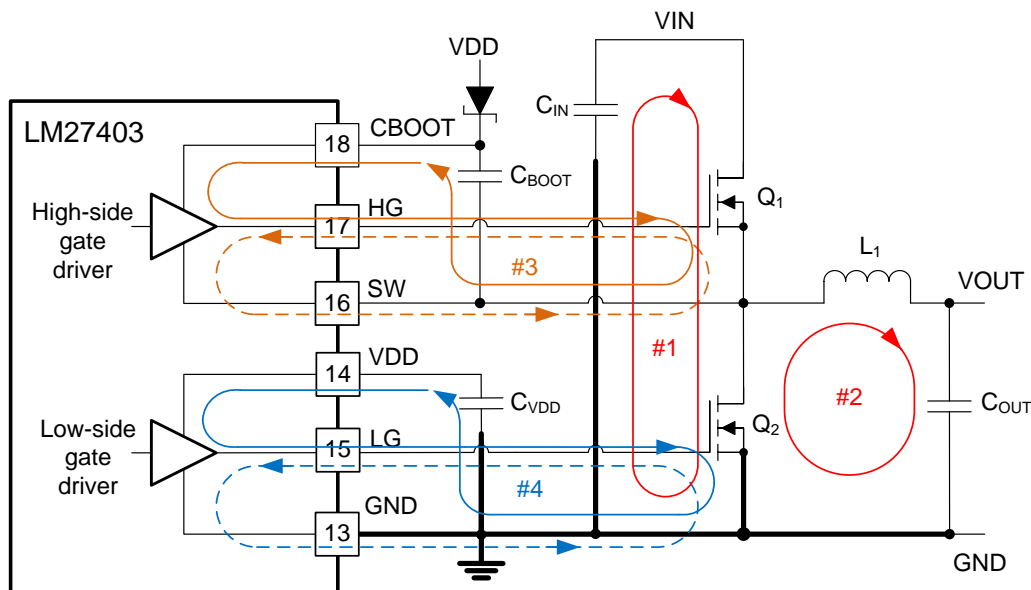 VIN
VDD
LM27403
CBOOT
18
CIN
CBOOT
High-side
gate
driver
HG
17
Q1
#3
L1
SW
16
VOUT
#1
VDD
14
#2
CVDD
COUT
Low-side
gate
driver
LG
15
Q2
#4
GND
13
GND